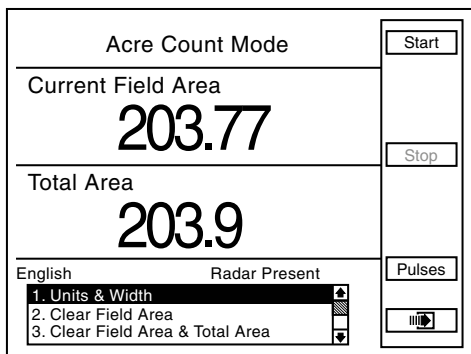 Acre Count Mode
Start
Current Field Area
203.77
Stop
Total Area
203.9
English Radar Present
Pulses
1. Units & Width
2. Clear Field Area
3. Clear Field Area & Total Area